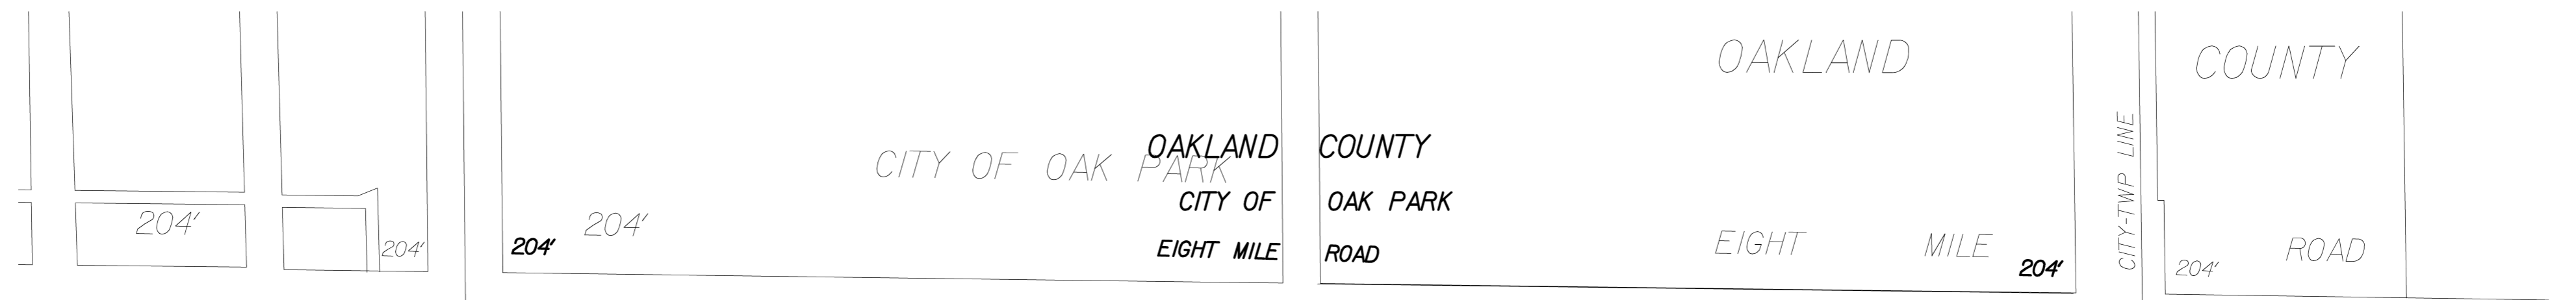 OAKLAND COUNTY
OAKLAND COUNTY
CITY OF OAK PARK
CITY OF OAK PARK
204'
204'
204'
204'
EIGHT MILE ROAD
EIGHT MILE ROAD
204'
CITY-TWP LINE
204'